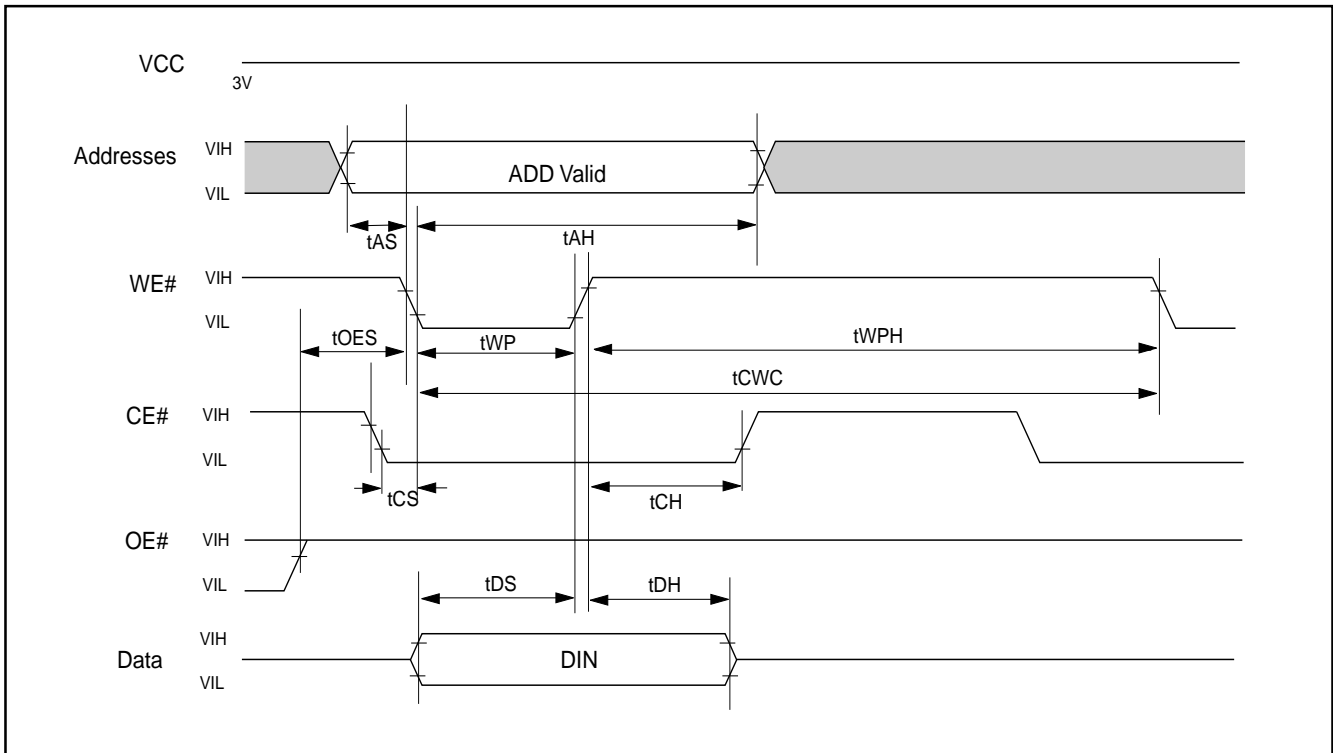 VCC
3V
Addresses
VIH
VIL
ADD Valid
tAS
tAH
WE#
VIH
VIL
tOES
tWP
tWPH
tCWC
CE#
VIH
VIL
tCS
tCH
OE#
VIH
VIL
tDS
tDH
Data
VIH
VIL
DIN